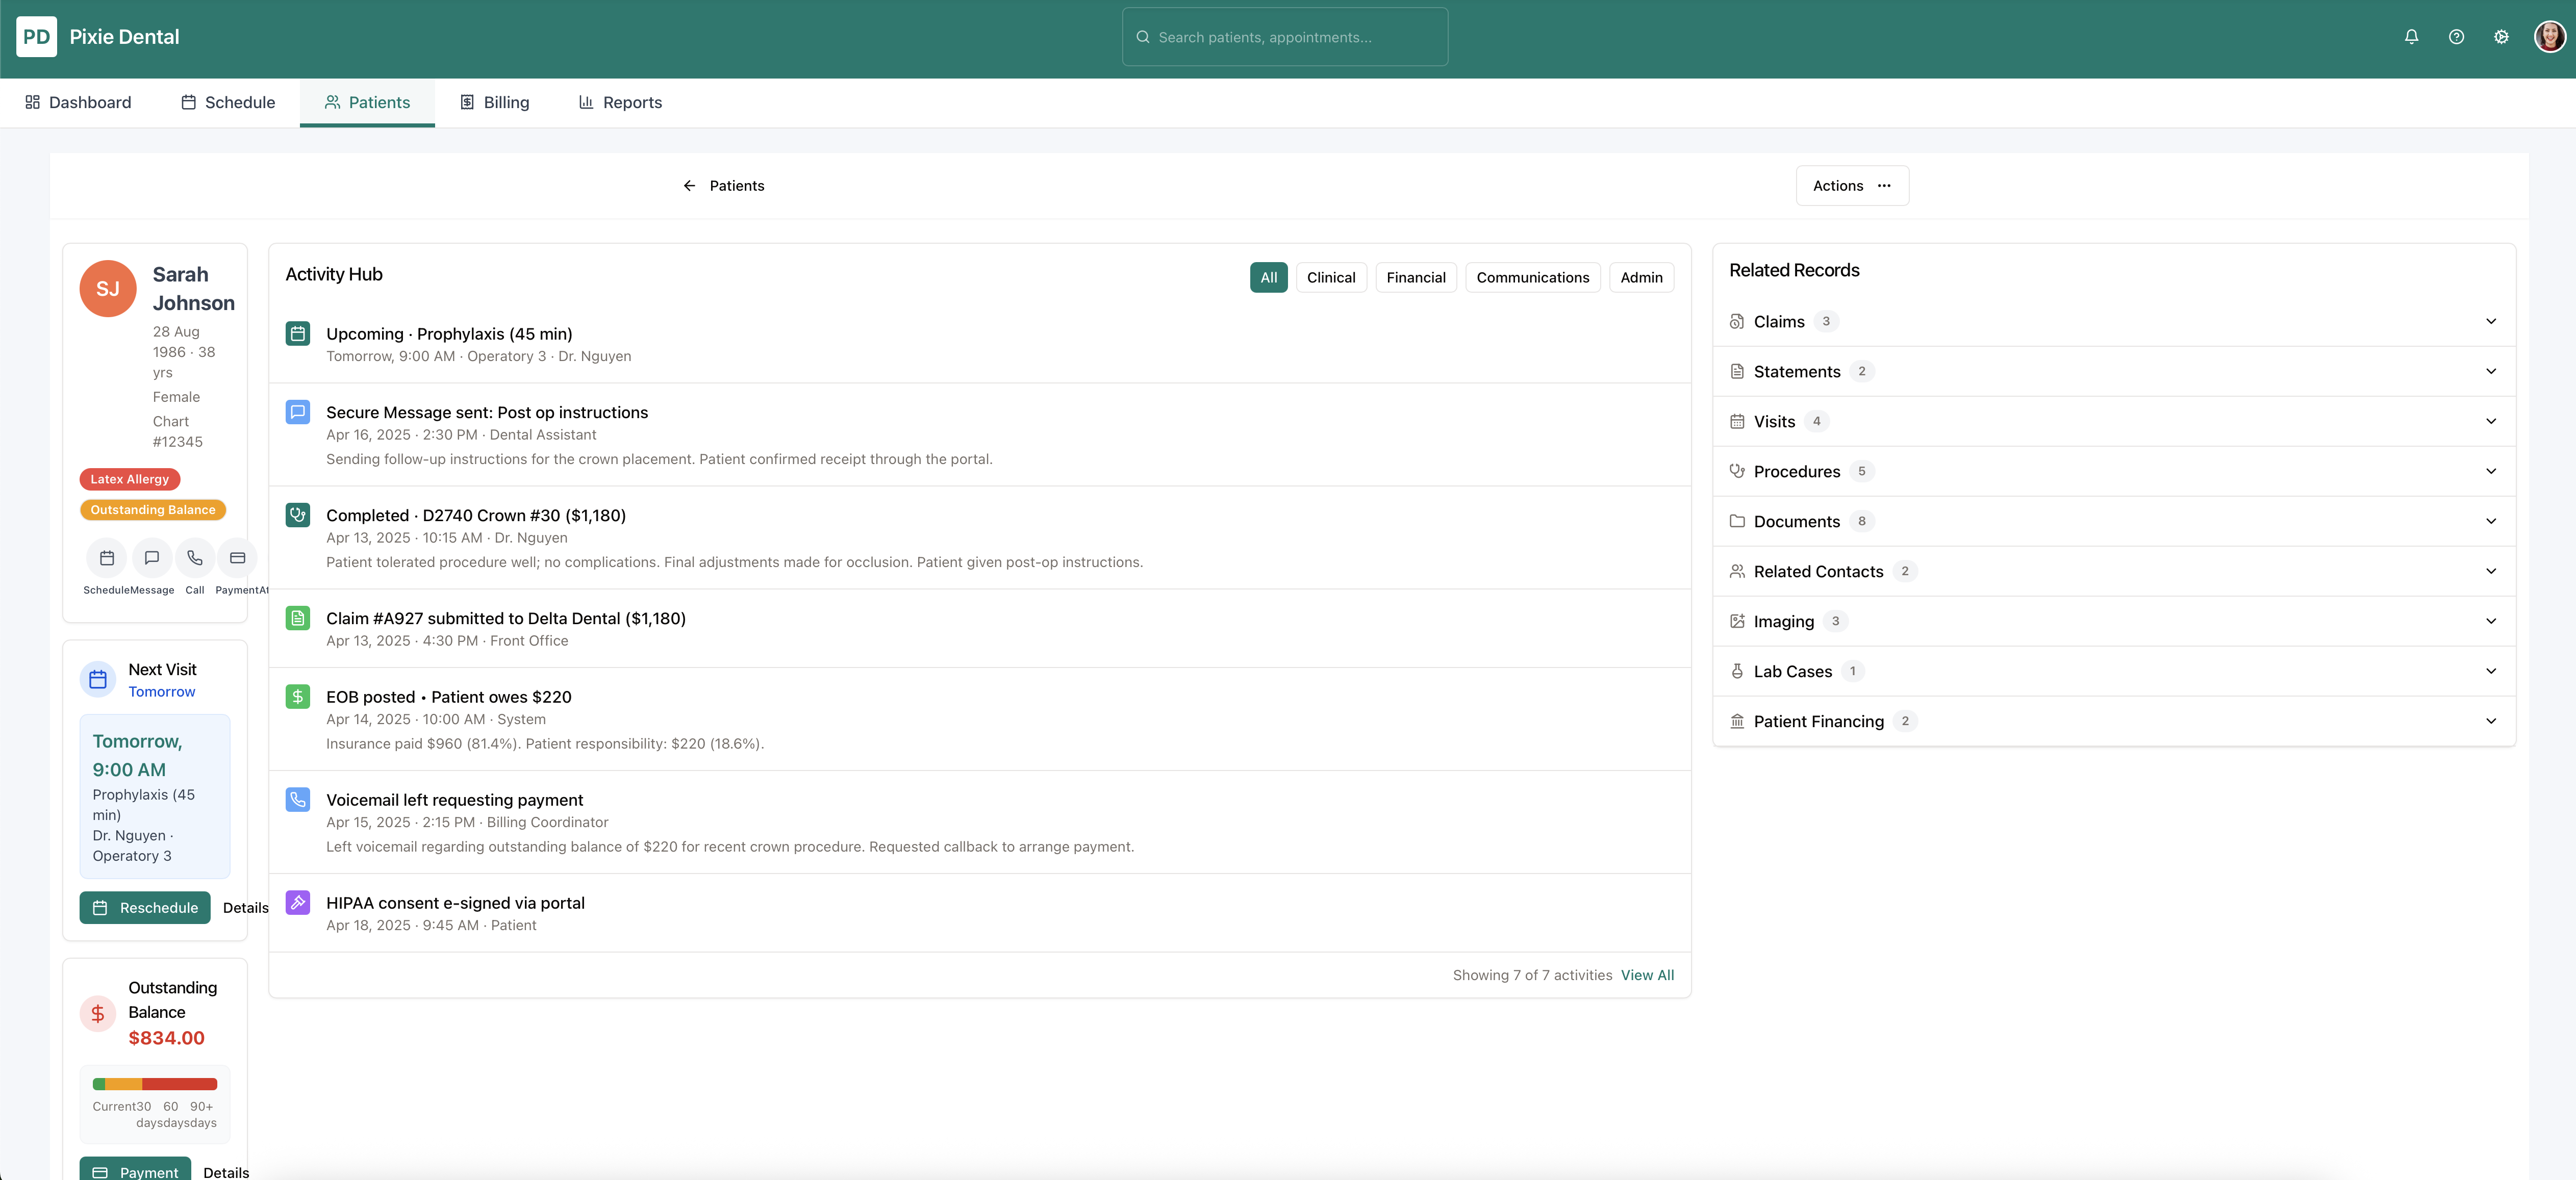 PD
Pixie Dental
Search patients, appointments...
Dashboard
Schedule
Patients
Billing
Reports
Patients
Actions
SJ
Sarah
Johnson
28 Aug
1986 · 38
yrs
Female
Chart
#12345
Latex Allergy
Outstanding Balance
Schedule
Message
Call
Payment
Next Visit
Tomorrow
Tomorrow,
9:00 AM
Prophylaxis (45
min)
Dr. Nguyen ·
Operatory 3
Reschedule
Details
Outstanding
Balance
$834.00
Current
30
days
60
days
90+
days
Payment
Details
Activity Hub
All
Clinical
Financial
Communications
Admin
Upcoming · Prophylaxis (45 min)
Tomorrow, 9:00 AM · Operatory 3 · Dr. Nguyen
Secure Message sent: Post op instructions
Apr 16, 2025 · 2:30 PM · Dental Assistant
Sending follow-up instructions for the crown placement. Patient confirmed receipt through the portal.
Completed · D2740 Crown #30 ($1,180)
Apr 13, 2025 · 10:15 AM · Dr. Nguyen
Patient tolerated procedure well; no complications. Final adjustments made for occlusion. Patient given post-op instructions.
Claim #A927 submitted to Delta Dental ($1,180)
Apr 13, 2025 · 4:30 PM · Front Office
EOB posted • Patient owes $220
Apr 14, 2025 · 10:00 AM · System
Insurance paid $960 (81.4%). Patient responsibility: $220 (18.6%).
Voicemail left requesting payment
Apr 15, 2025 · 2:15 PM · Billing Coordinator
Left voicemail regarding outstanding balance of $220 for recent crown procedure. Requested callback to arrange payment.
HIPAA consent e-signed via portal
Apr 18, 2025 · 9:45 AM · Patient
Showing 7 of 7 activities View All
Related Records
Claims 3
Statements 2
Visits 4
Procedures 5
Documents 8
Related Contacts 2
Imaging 3
Lab Cases 1
Patient Financing 2